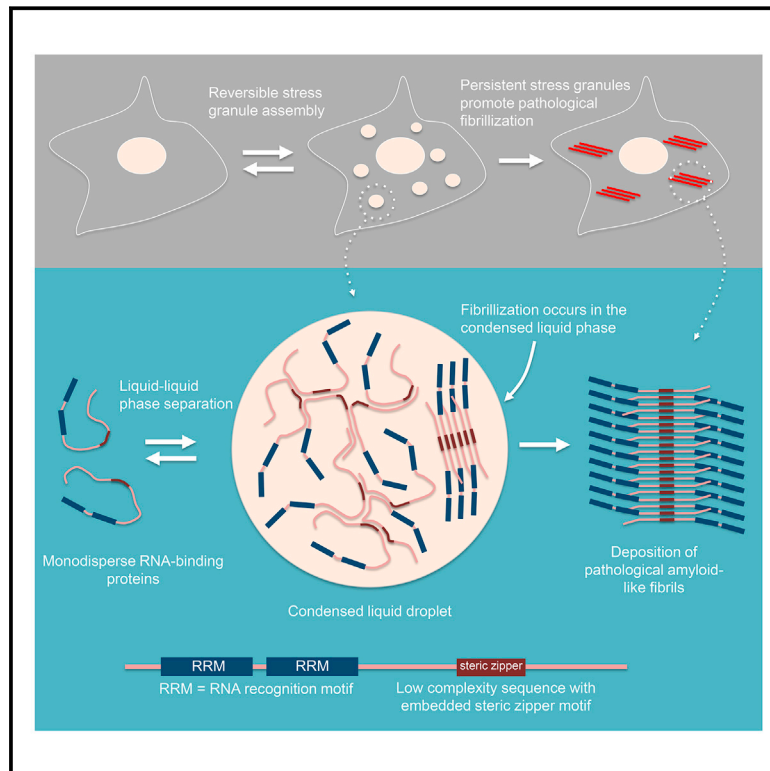 Reversible stress
granule assembly
Persistent stress granules
promote pathological
fibrillization
Fibrillization occurs in the
condensed liquid phase
Liquid-liquid
phase separation
Monodisperse RNA-binding
proteins
Condensed liquid droplet
Deposition of
pathological amyloid-
like fibrils
RRM
RRM
steric zipper
RRM = RNA recognition motif
Low complexity sequence with
embedded steric zipper motif